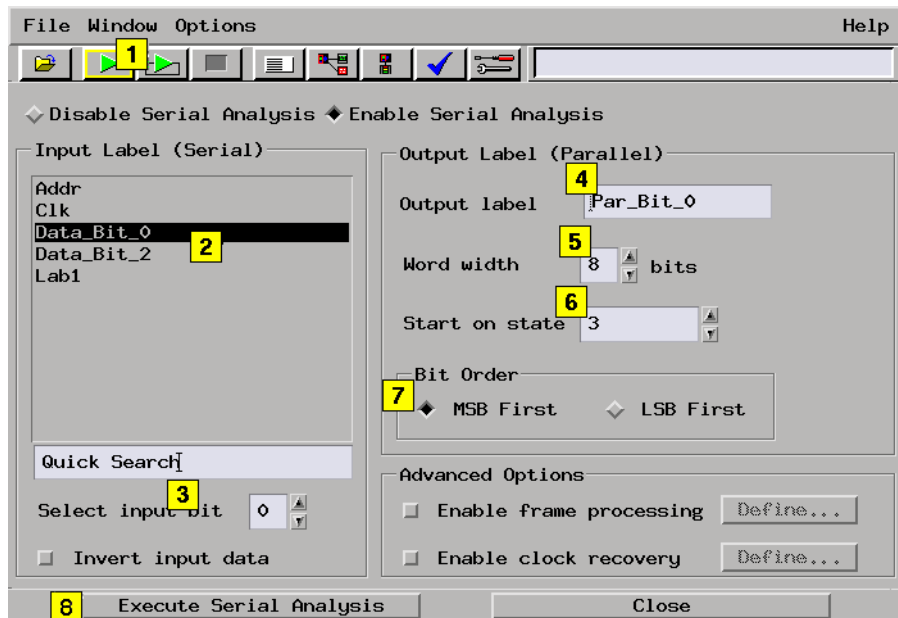 File Window Options Help
1
Disable Serial Analysis Enable Serial Analysis
Input Label (Serial)
Addr
Clk
Data_Bit_0
2
Data_Bit_2
Lab1
Quick Search
3
Select input bit 0
Invert input data
Output Label (Parallel)
4
Output label Par_Bit_0
5
Word width 8 bits
6
Start on state 3
Bit Order
7
MSB First LSB First
Advanced Options
Enable frame processing Define...
Enable clock recovery Define...
8 Execute Serial Analysis Close